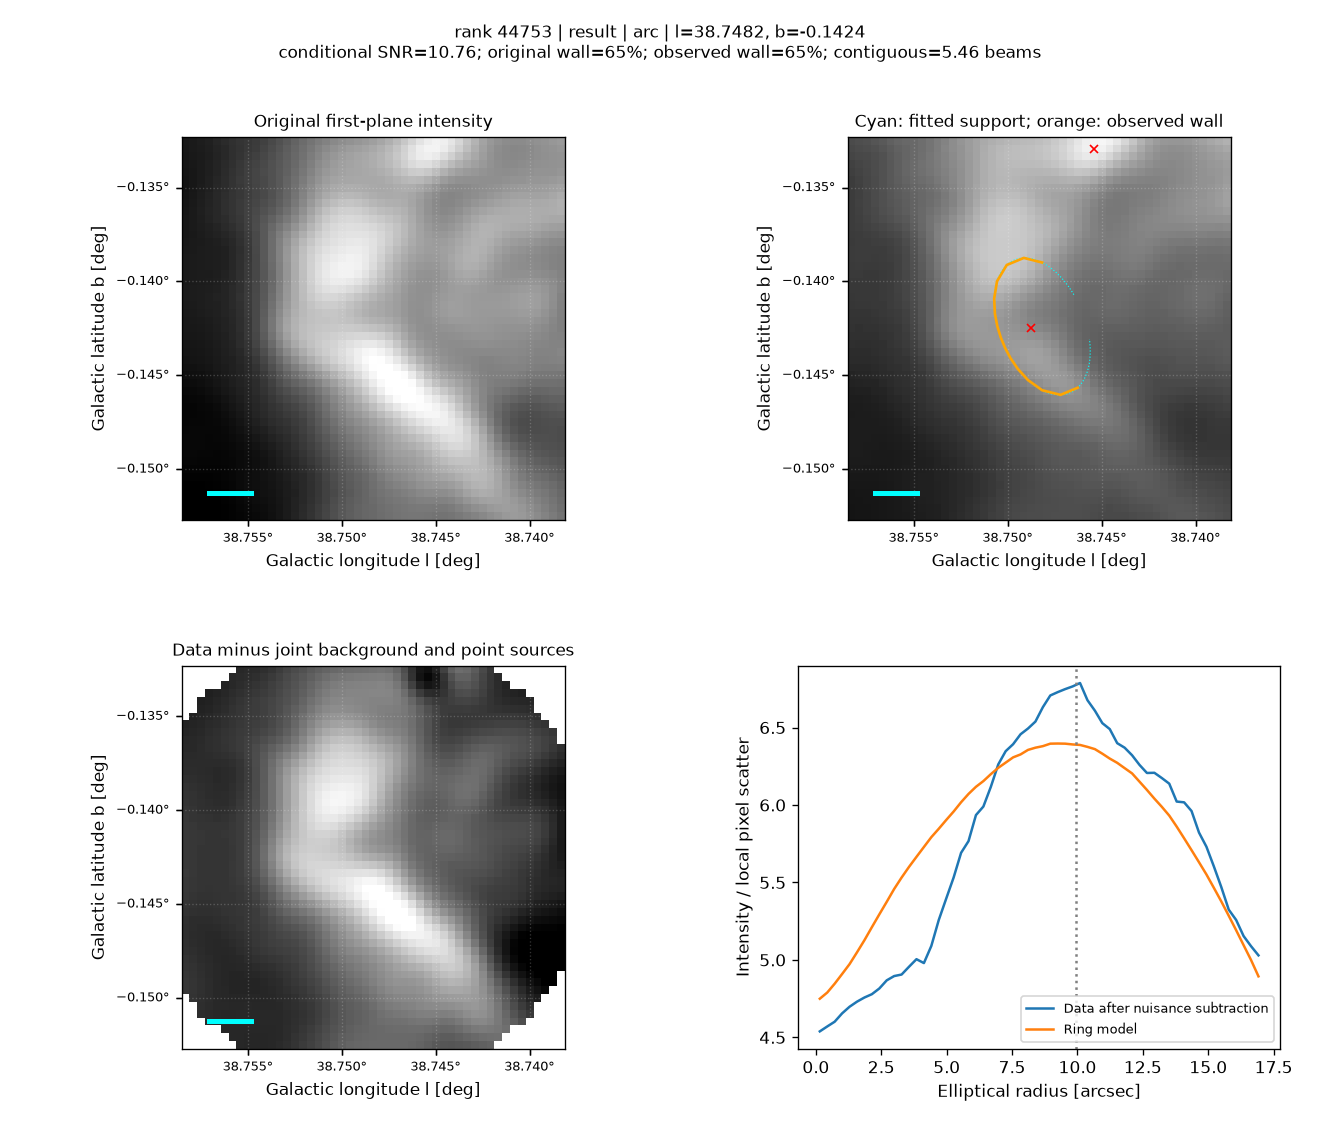 rank 44753 | result | arc | l=38.7482, b=-0.1424
conditional SNR=10.76; original wall=65%; observed wall=65%; contiguous=5.46 beams
Original first-plane intensity
−0.135°
−0.140°
−0.145°
−0.150°
Galactic latitude b [deg]
38.755° 38.750° 38.745° 38.740°
Galactic longitude l [deg]
Cyan: fitted support; orange: observed wall
−0.135°
−0.140°
−0.145°
−0.150°
Galactic latitude b [deg]
38.755° 38.750° 38.745° 38.740°
Galactic longitude l [deg]
Data minus joint background and point sources
−0.135°
−0.140°
−0.145°
−0.150°
Galactic latitude b [deg]
38.755° 38.750° 38.745° 38.740°
Galactic longitude l [deg]
6.5
6.0
5.5
5.0
4.5
Intensity / local pixel scatter
Data after nuisance subtraction
Ring model
0.0 2.5 5.0 7.5 10.0 12.5 15.0 17.5
Elliptical radius [arcsec]